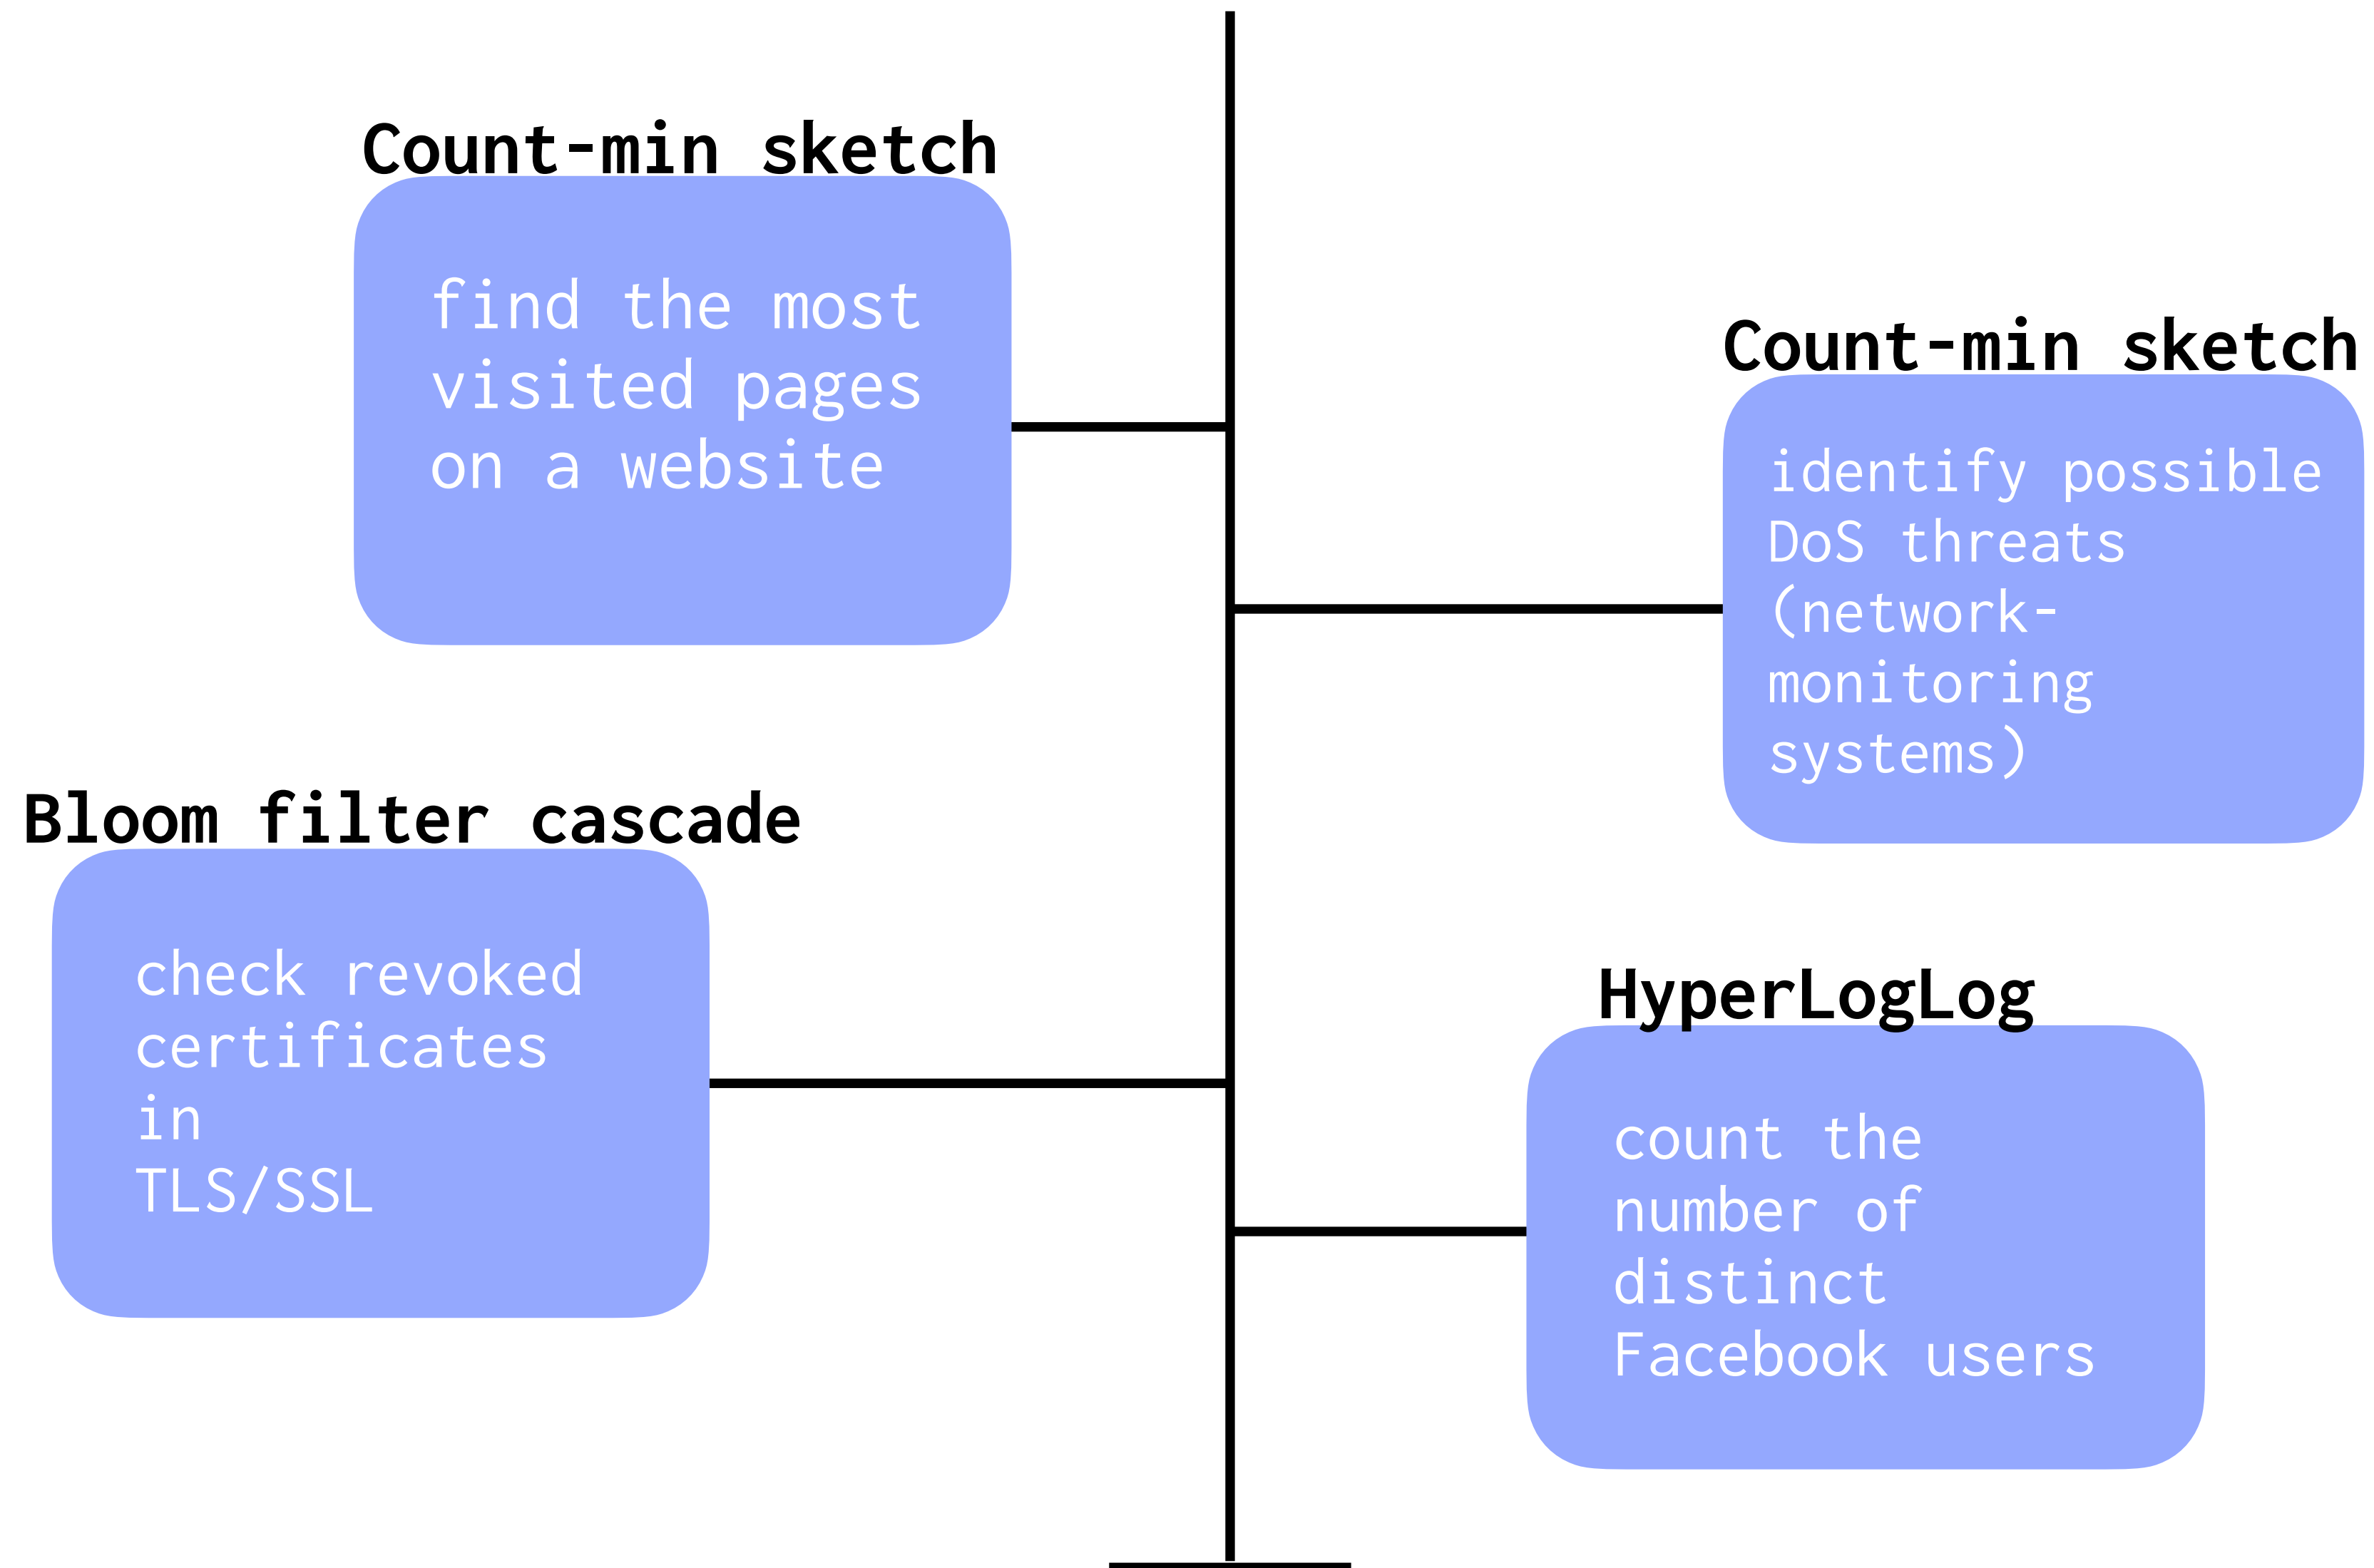 Count-min sketch
find the most
visited pages
on a website
Count-min sketch
identify possible
DoS threats
(network-
monitoring
systems)
Bloom filter cascade
check revoked
certificates
in
TLS/SSL
HyperLogLog
count the
number of
distinct
Facebook users